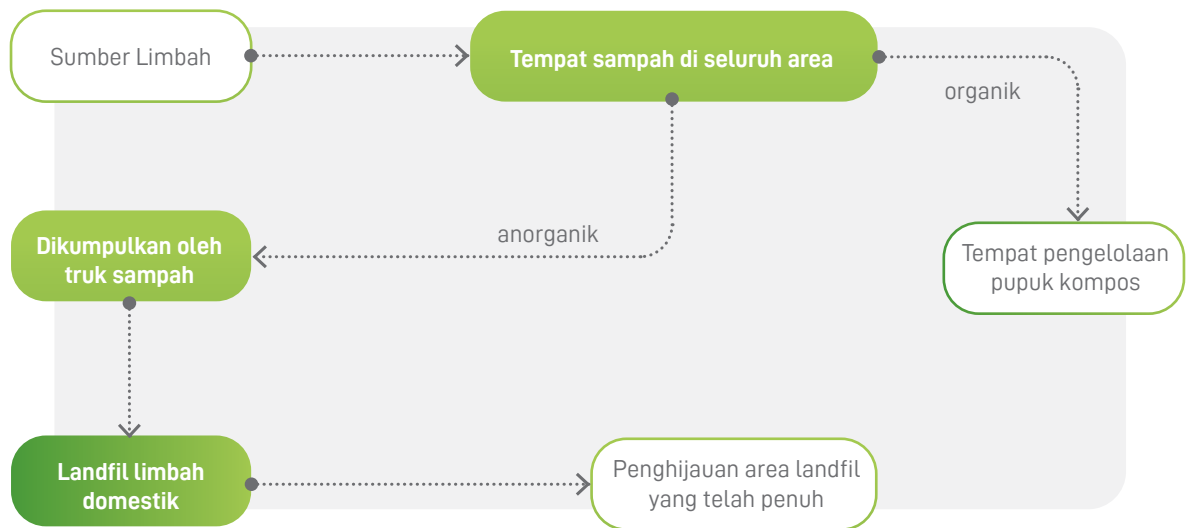 Sumber Limbah
Tempat sampah di seluruh area
organik
anorganik
Dikumpulkan oleh
truk sampah
Tempat pengelolaan
pupuk kompos
Landfil limbah
domestik
Penghijauan area landfil
yang telah penuh